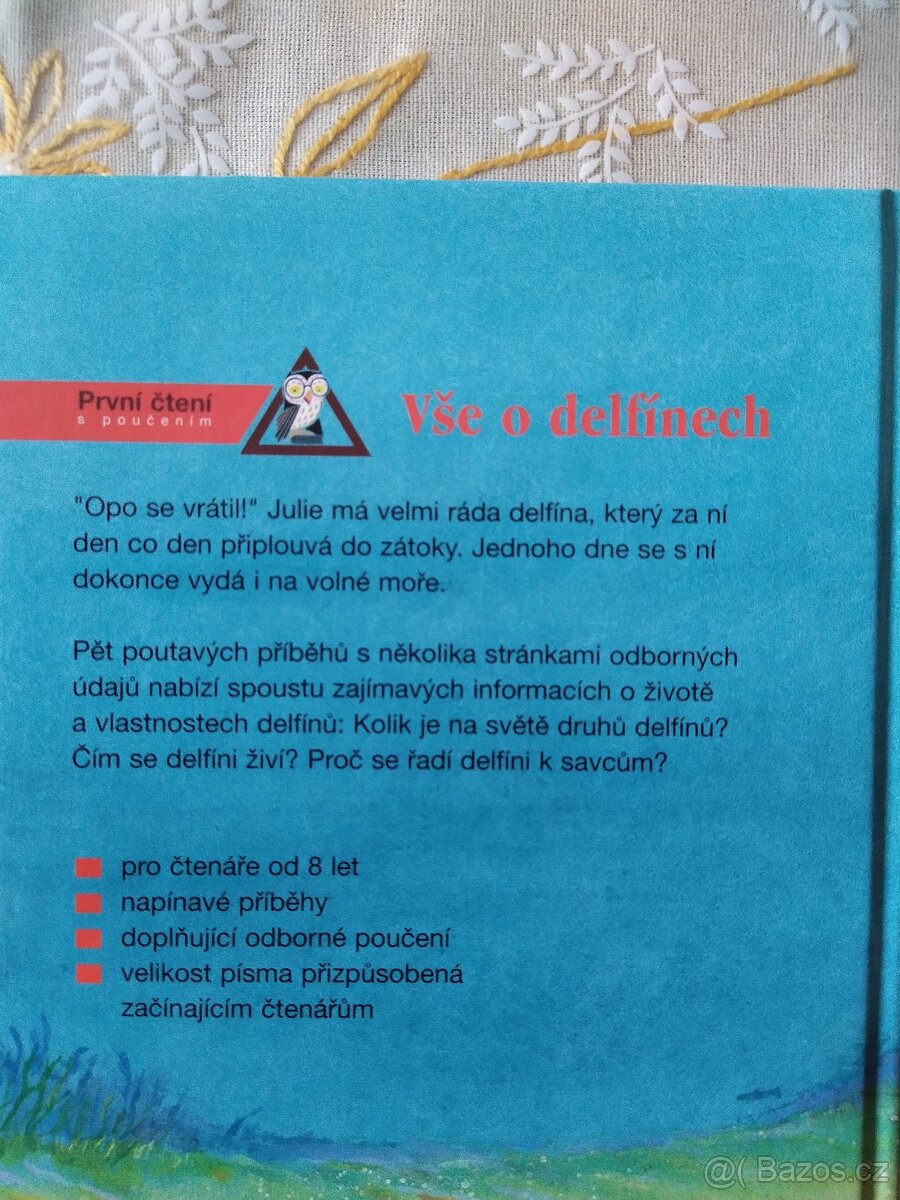 První čtení
s poučením
Vše o delfínech
"Opo se vrátil!" Julie má velmi ráda delfína, který za ní
den co den připlouvá do zátoky. Jednoho dne se s ní
dokonce vydá i na volné moře.
Pět poutavých příběhů s několika stránkami odborných
údajů nabízí spoustu zajímavých informacích o životě
a vlastnostech delfínů: Kolik je na světě druhů delfínů?
Čím se delfíni živí? Proč se řadí delfíni k savcům?
pro čtenáře od 8 let
napínavé příběhy
doplňující odborné poučení
velikost písma přizpůsobená
začínajícím čtenářům
@( Bazos.cz